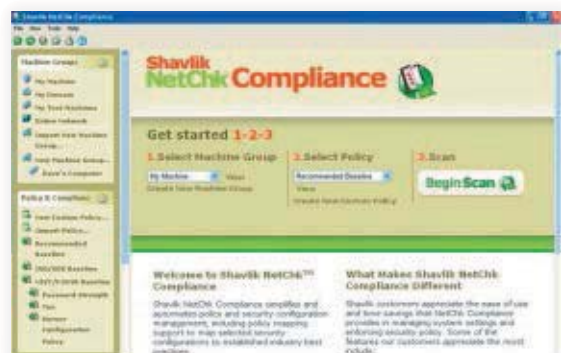 Shavlik NetChk Compliance
File View Tools Help
Machine Groups
My Machine
My Domain
My Test Machines
Entire Network
Import New Machine
Group...
New Machine Group...
Dave's Computer
Policy & Compliance
New Custom Policy...
Import Policy...
Recommended
Baseline
Baseline
Baseline
Password Strength
Server
Configuration
Policy
Shavlik
NetChk Compliance
Get started 1-2-3
1.Select Machine Group
My Machine
View
Create New Machine Group
2.Select Policy
Recommended Baseline
View
Create New Custom Policy
3.Scan
Begin Scan
Welcome to Shavlik NetChk™
Compliance
Shavlik NetChk Compliance simplifies and
automates policy and security configuration
management, including policy mapping
support to map selected security
configurations to established industry best
practices.
What Makes Shavlik NetChk
Compliance Different
Shavlik customers appreciate the ease of use
and time savings that NetChk Compliance
provides in managing system settings and
enforcing security policy. Some of the
features our customers appreciate the most
include: